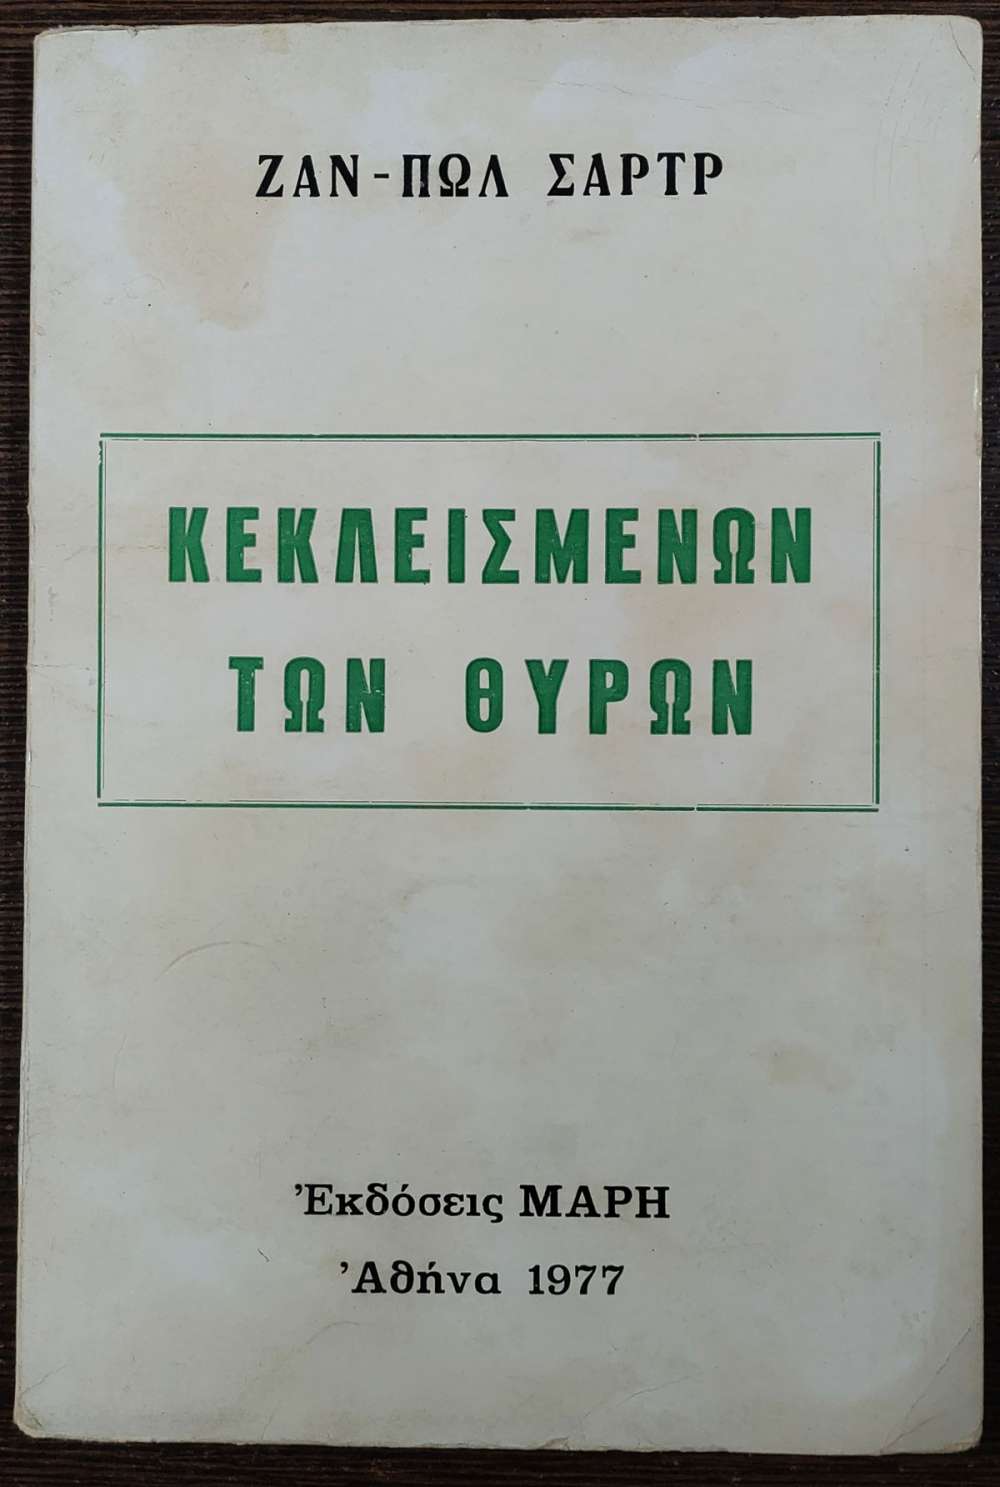 ΖΑΝ-ΠΩΛ ΣΑΡΤΡ
ΚΕΚΛΕΙΣΜΕΝΩΝ
ΤΩΝ ΘΥΡΩΝ
Ἐκδόσεις ΜΑΡΗ
Ἀθήνα 1977